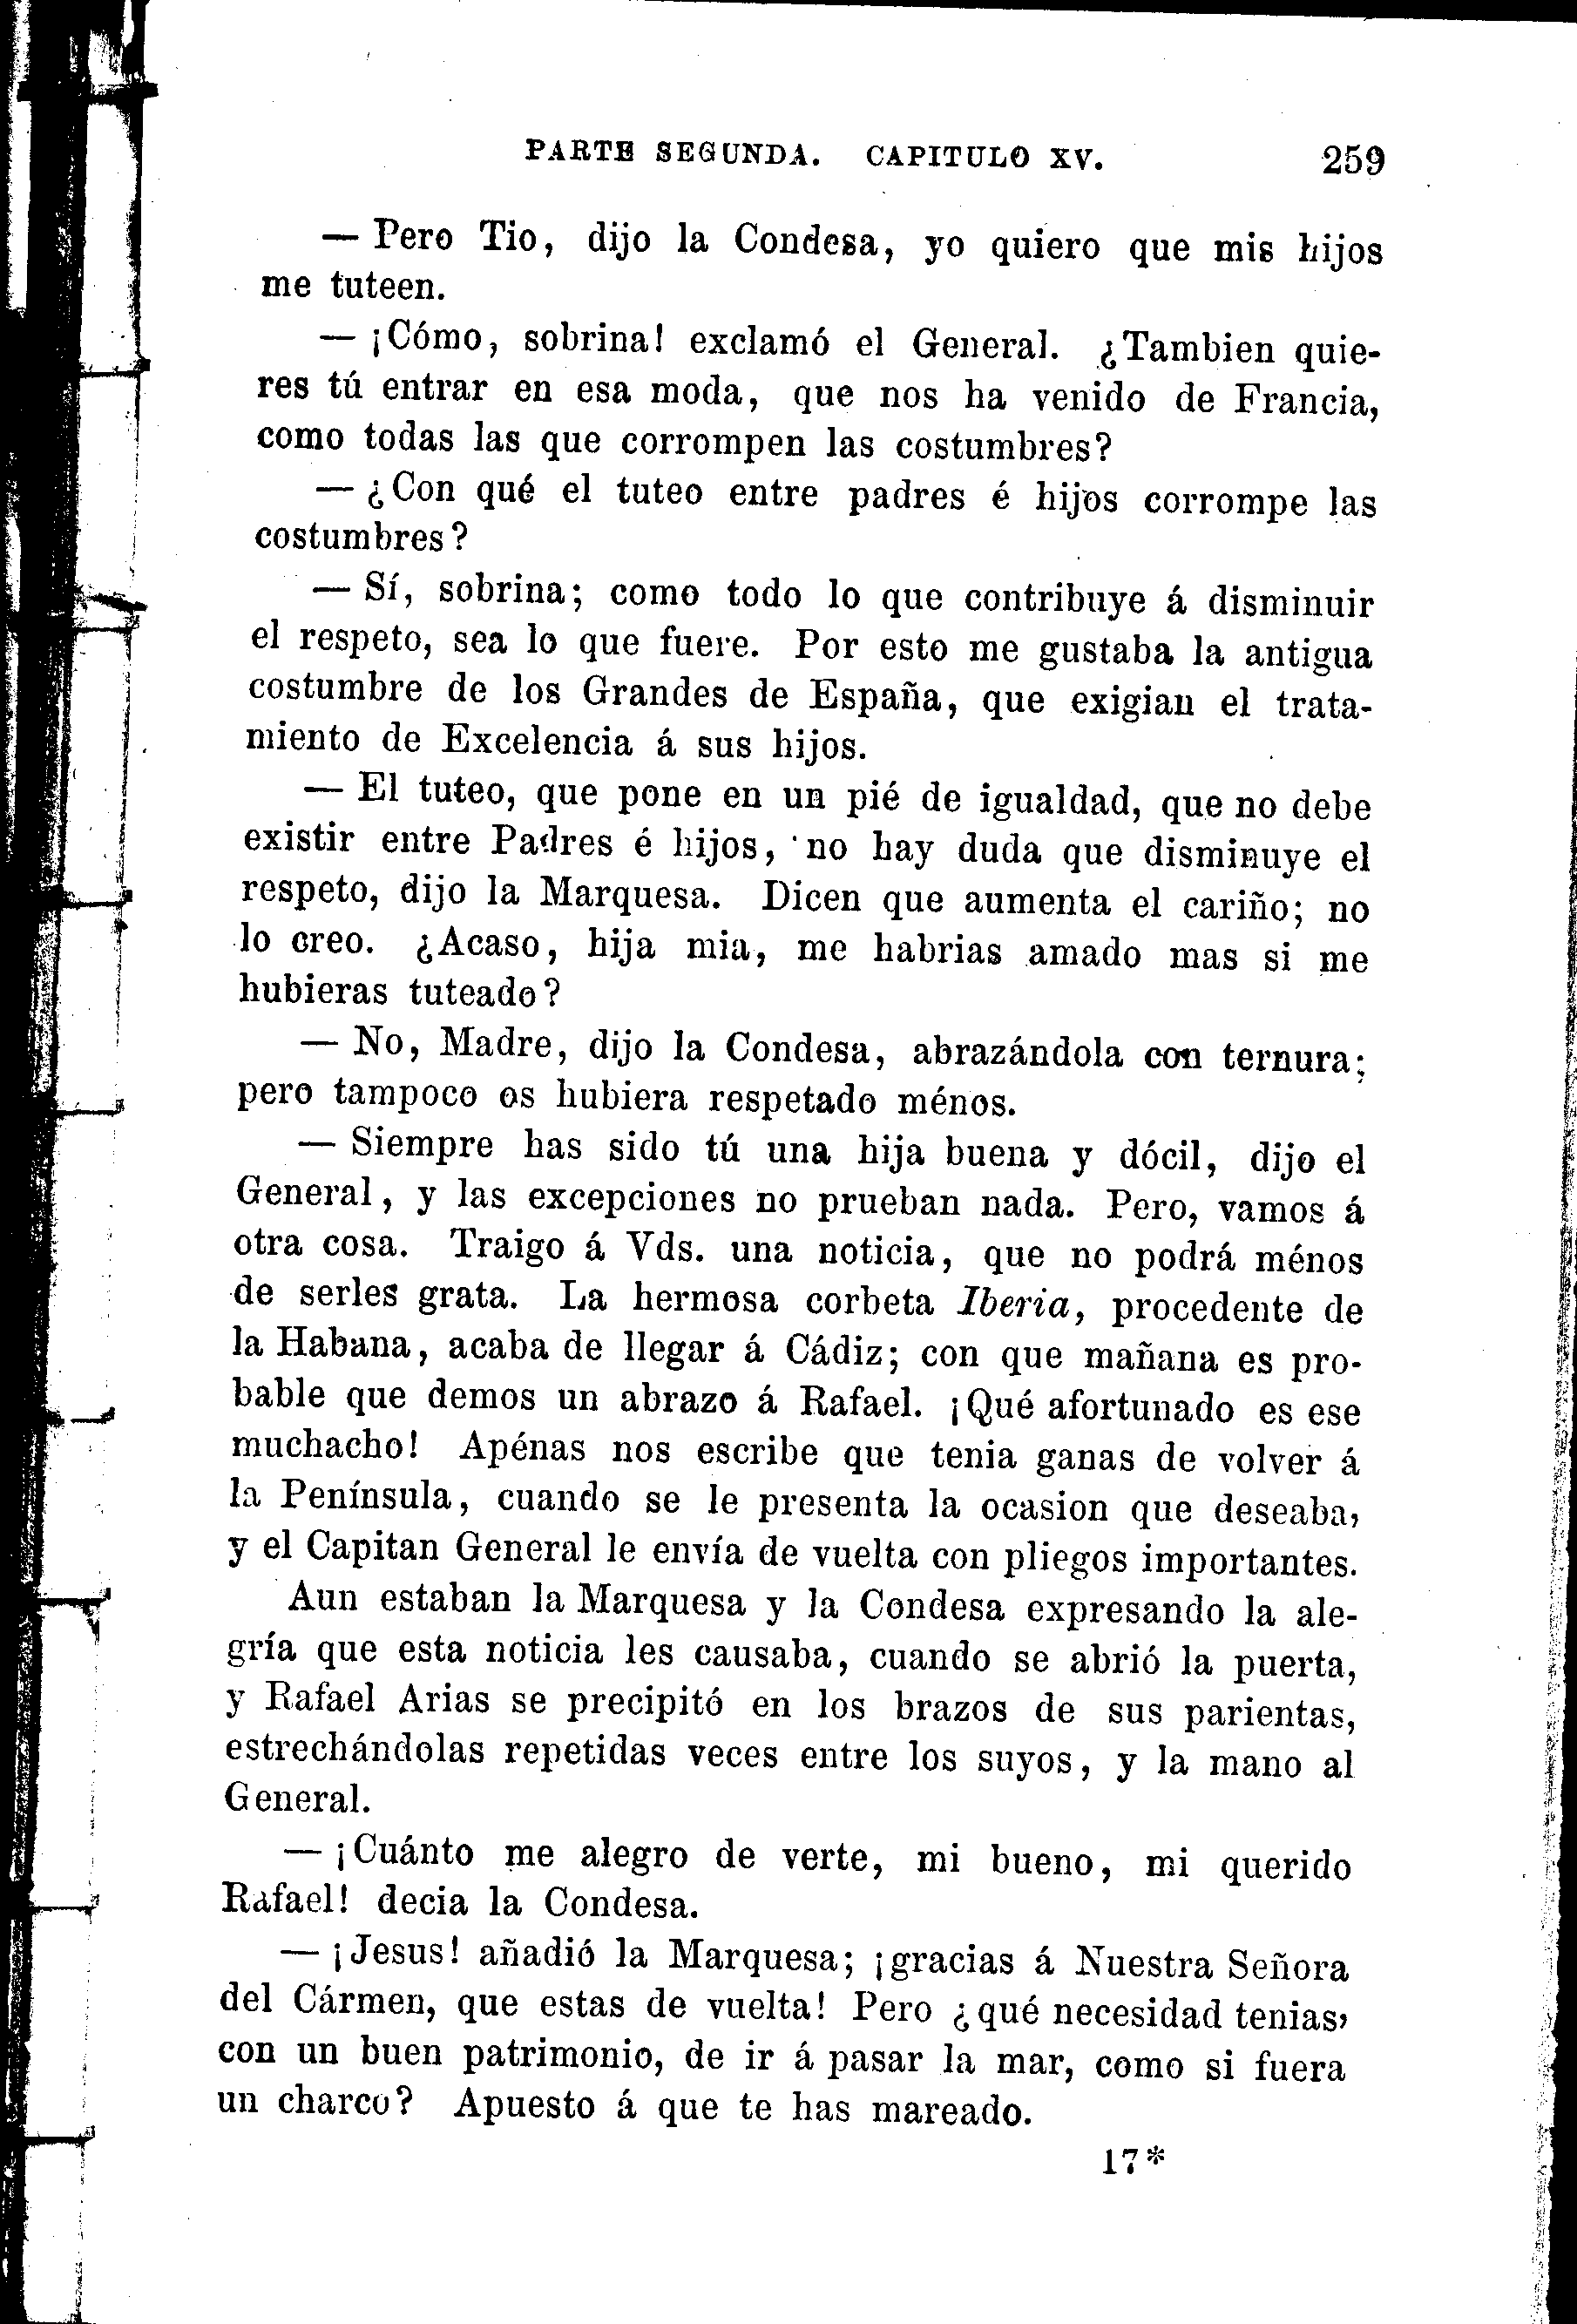 PARTE SEGUNDA. CAPITULO XV. 259
— Pero Tio, dijo la Condesa, yo quiero que mis hijos
me tuteen.
— ¡Cómo, sobrina! exclamó el General. ¿Tambien quie-
res tú entrar en esa moda, que nos ha venido de Francia,
como todas las que corrompen las costumbres?
— ¿Con qué el tuteo entre padres é hijos corrompe las
costumbres?
— Sí, sobrina; como todo lo que contribuye á disminuir
el respeto, sea lo que fuere. Por esto me gustaba la antigua
costumbre de los Grandes de España, que exigian el trata-
miento de Excelencia á sus hijos.
— El tuteo, que pone en un pié de igualdad, que no debe
existir entre Padres é hijos, no hay duda que disminuye el
respeto, dijo la Marquesa. Dicen que aumenta el cariño; no
lo creo. ¿Acaso, hija mia, me habrias amado mas si me
hubieras tuteado?
— No, Madre, dijo la Condesa, abrazándola con ternura;
pero tampoco os hubiera respetado ménos.
— Siempre has sido tú una hija buena y dócil, dijo el
General, y las excepciones no prueban nada. Pero, vamos á
otra cosa. Traigo á Vds. una noticia, que no podrá ménos
de serles grata. La hermosa corbeta Iberia, procedente de
la Habana, acaba de llegar á Cádiz; con que mañana es pro-
bable que demos un abrazo á Rafael. ¡Qué afortunado es ese
muchacho! Apénas nos escribe que tenia ganas de volver á
la Península, cuando se le presenta la ocasion que deseaba,
y el Capitan General le envía de vuelta con pliegos importantes.
Aun estaban la Marquesa y la Condesa expresando la ale-
gría que esta noticia les causaba, cuando se abrió la puerta,
y Rafael Arias se precipitó en los brazos de sus parientas,
estrechándolas repetidas veces entre los suyos, y la mano al
General.
— ¡Cuánto me alegro de verte, mi bueno, mi querido
Rafael! decia la Condesa.
— ¡Jesus! añadió la Marquesa; ¡gracias á Nuestra Señora
del Cármen, que estas de vuelta! Pero ¿qué necesidad tenias,
con un buen patrimonio, de ir á pasar la mar, como si fuera
un charco? Apuesto á que te has mareado.
17*